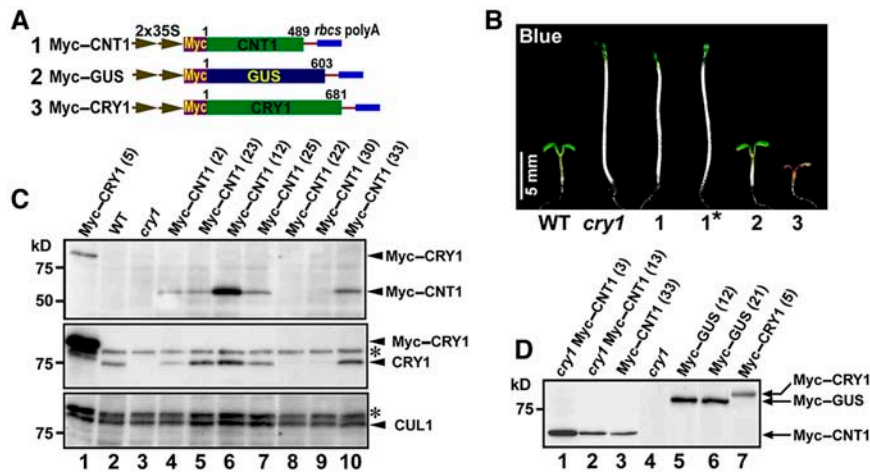 A
2x35S 1 489 rbcs polyA
1 Myc–CNT1 Myc CNT1
1 603
2 Myc–GUS Myc GUS
1 681
3 Myc–CRY1 Myc CRY1
B
Blue
5 mm
WT cry1 1 1* 2 3
C
Myc–CRY1 (5)
WT
cry1
Myc–CNT1 (2)
Myc–CNT1 (23)
Myc–CNT1 (12)
Myc–CNT1 (25)
Myc–CNT1 (22)
Myc–CNT1 (30)
Myc–CNT1 (33)
kD
75
50
Myc–CRY1
Myc–CNT1
75
Myc–CRY1
*
CRY1
75
*
CUL1
1 2 3 4 5 6 7 8 9 10
D
cry1 Myc–CNT1 (3)
cry1 Myc–CNT1 (13)
Myc–CNT1 (33)
cry1
Myc–GUS (12)
Myc–GUS (21)
Myc–CRY1 (5)
kD
75
Myc–CRY1
Myc–GUS
Myc–CNT1
1 2 3 4 5 6 7